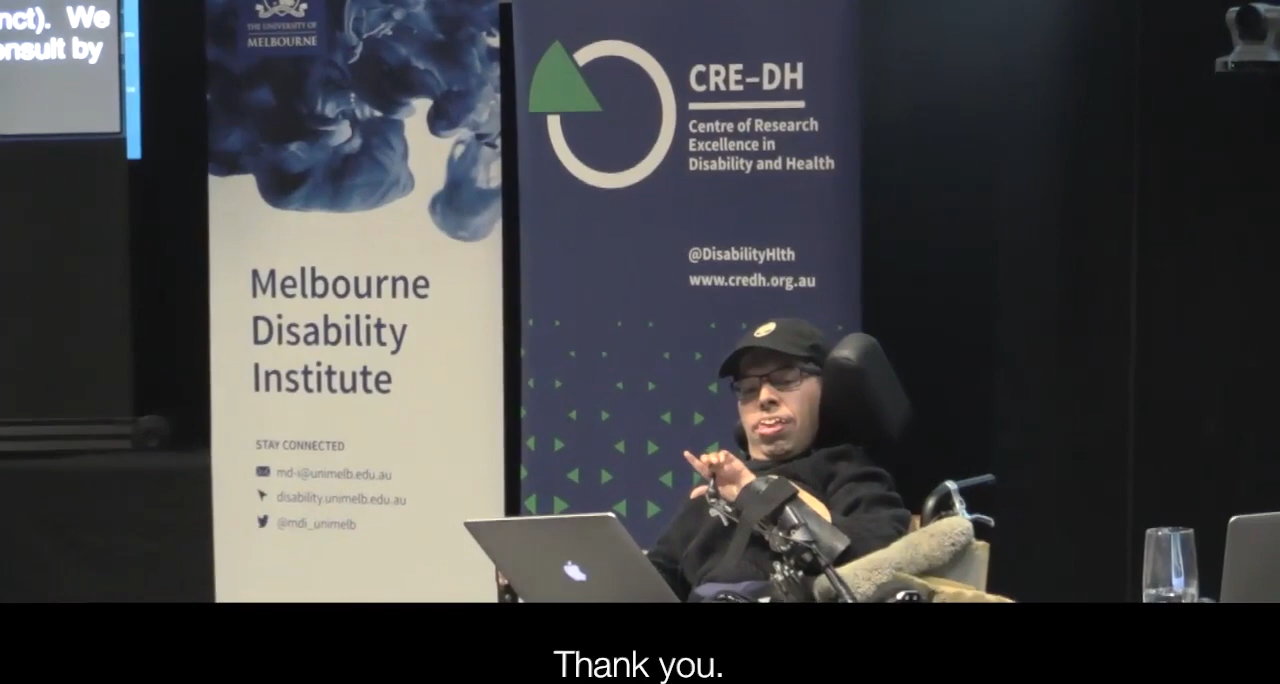 nct). We
onsult by
THE UNIVERSITY OF
MELBOURNE
Melbourne
Disability
Institute
STAY CONNECTED
md-i@unimelb.edu.au
disability.unimelb.edu.au
@mdi_unimelb
CRE–DH
Centre of Research
Excellence in
Disability and Health
@DisabilityHlth
www.credh.org.au
Thank you.